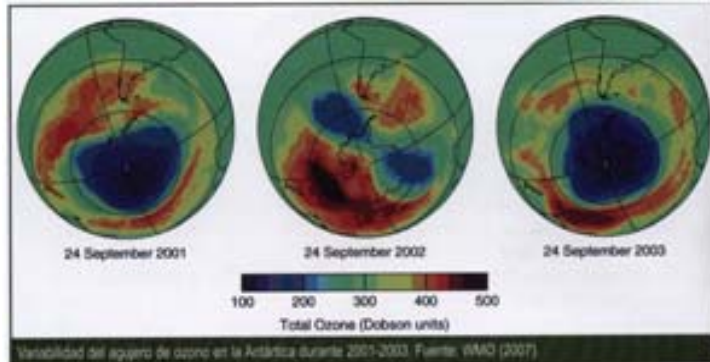 24 September 2001
24 September 2002
24 September 2003
100 200 300 400 500
Total Ozone (Dobson units)
Variabilidad del agujero de ozono en la Antártica durante 2001-2003. Fuente: WMO (2007)